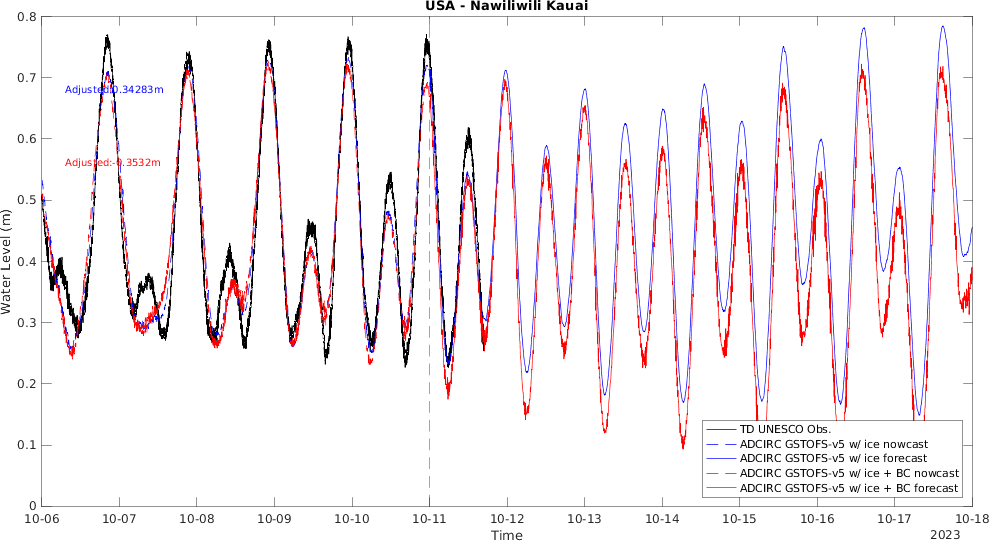 USA - Nawiliwili Kauai
0.8
0.7
0.6
0.5
0.4
0.3
0.2
0.1
0
Water Level (m)
Adjusted:0.34283m
Adjusted:-0.3532m
TD UNESCO Obs.
ADCIRC GSTOFS-v5 w/ ice nowcast
ADCIRC GSTOFS-v5 w/ ice forecast
ADCIRC GSTOFS-v5 w/ ice + BC nowcast
ADCIRC GSTOFS-v5 w/ ice + BC forecast
10-06 10-07 10-08 10-09 10-10 10-11 10-12 10-13 10-14 10-15 10-16 10-17 10-18
Time
2023